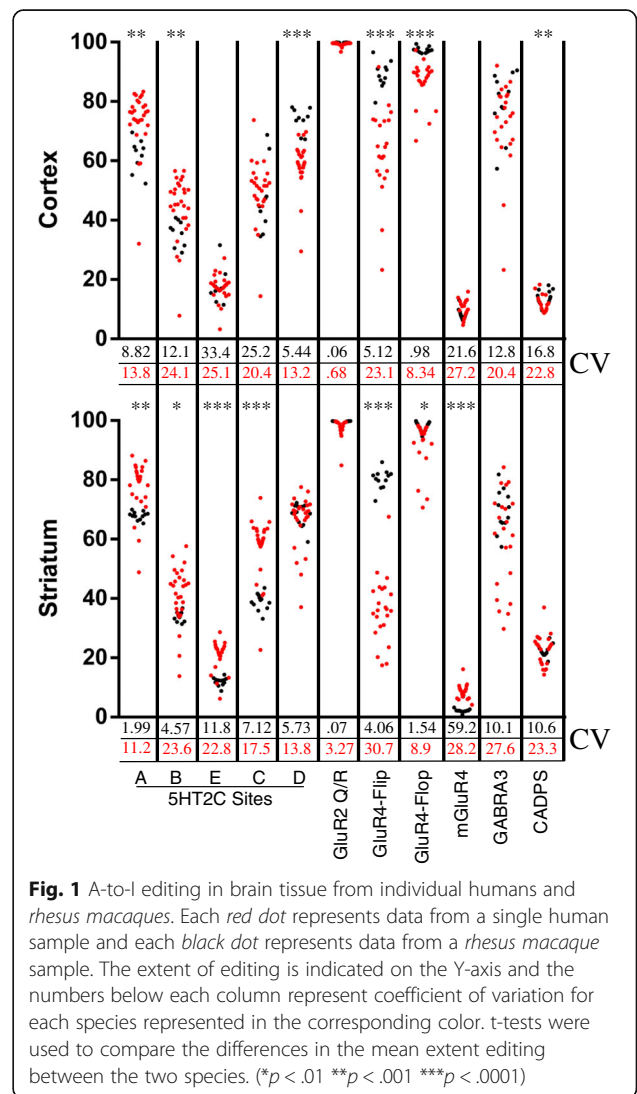 ** ** *** *** *** **
100
80
60
40
20
0
Cortex
8.82 12.1 33.4 25.2 5.44 .06 5.12 .98 21.6 12.8 16.8
13.8 24.1 25.1 20.4 13.2 .68 23.1 8.34 27.2 20.4 22.8
CV
** * *** *** *** * ***
100
80
60
40
20
0
Striatum
1.99 4.57 11.8 7.12 5.73 .07 4.06 1.54 59.2 10.1 10.6
11.2 23.6 22.8 17.5 13.8 3.27 30.7 8.9 28.2 27.6 23.3
CV
A B E C D
5HT2C Sites
GluR2 Q/R
GluR4-Flip
GluR4-Flop
mGluR4
GABRA3
CADPS
Fig. 1 A-to-I editing in brain tissue from individual humans and
rhesus macaques. Each red dot represents data from a single human
sample and each black dot represents data from a rhesus macaque
sample. The extent of editing is indicated on the Y-axis and the
numbers below each column represent coefficient of variation for
each species represented in the corresponding color. t-tests were
used to compare the differences in the mean extent editing
between the two species. (*p < .01 **p < .001 ***p < .0001)